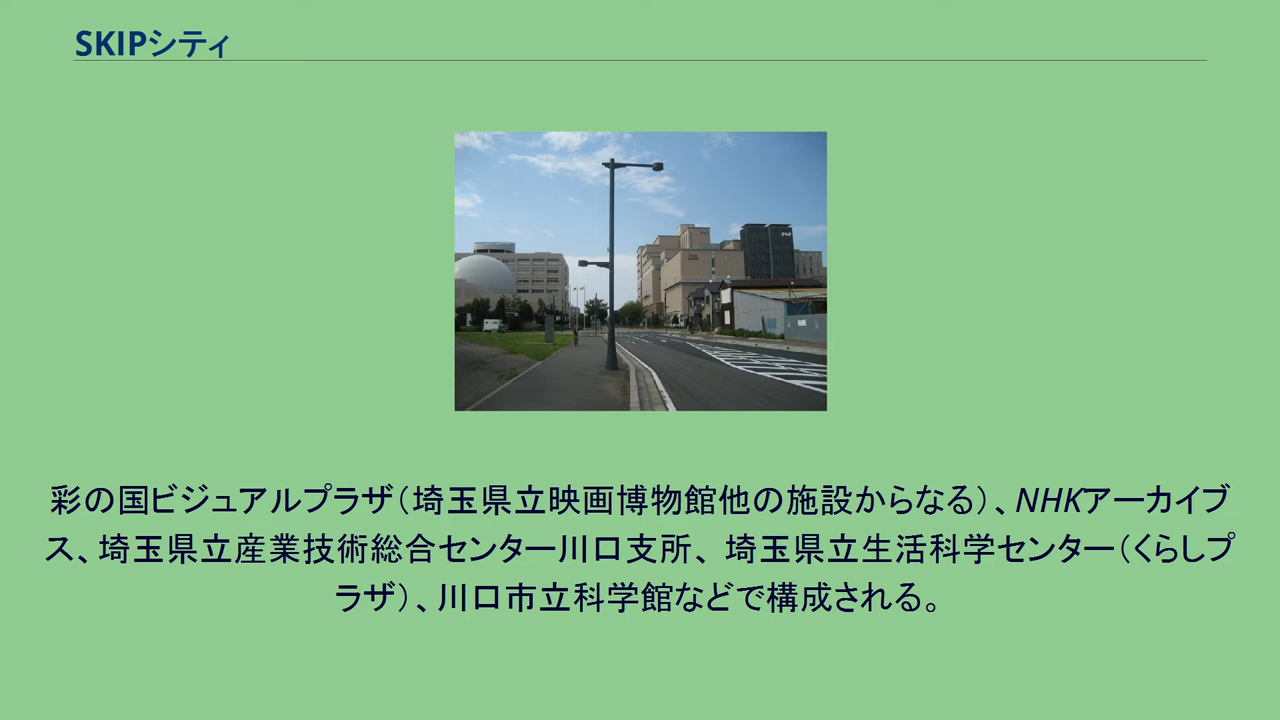 SKIPシティ
彩の国ビジュアルプラザ（埼玉県立映画博物館他の施設からなる）、NHKアーカイブ
ス、埼玉県立産業技術総合センター川口支所、 埼玉県立生活科学センター（くらしプ
ラザ）、川口市立科学館などで構成される。